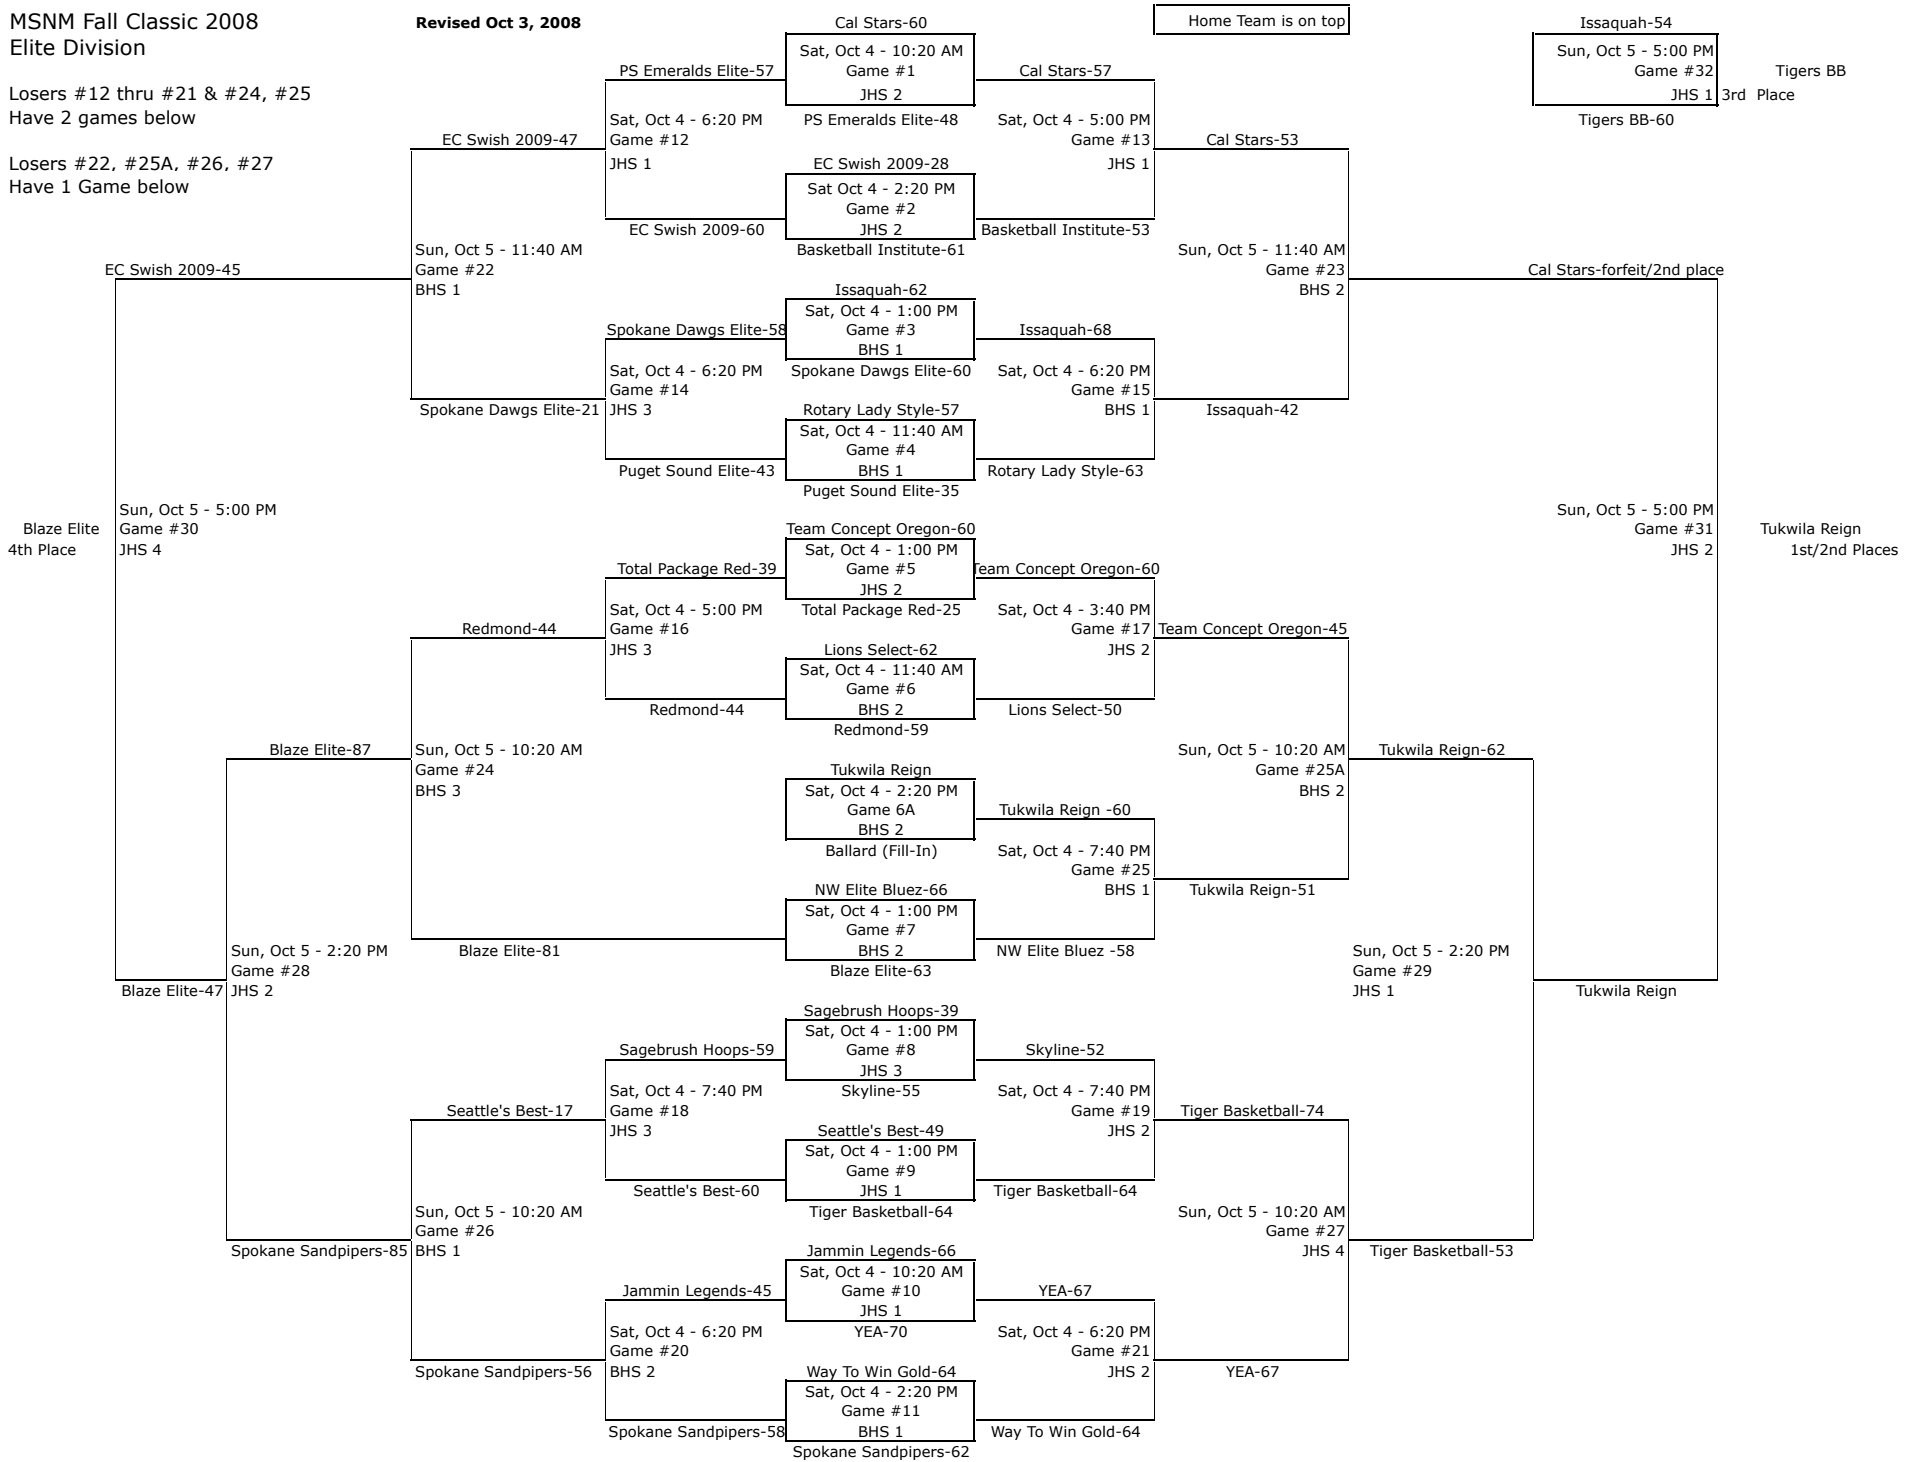 MSNM Fall Classic 2008
Elite Division
Revised Oct 3, 2008
Home Team is on top
Losers #12 thru #21 & #24, #25
Have 2 games below
Losers #22, #25A, #26, #27
Have 1 Game below
Cal Stars-60
Sat, Oct 4 - 10:20 AM
Game #1
JHS 2
PS Emeralds Elite-48
EC Swish 2009-28
Sat Oct 4 - 2:20 PM
Game #2
JHS 2
Basketball Institute-61
Issaquah-62
Sat, Oct 4 - 1:00 PM
Game #3
BHS 1
Spokane Dawgs Elite-60
Rotary Lady Style-57
Sat, Oct 4 - 11:40 AM
Game #4
BHS 1
Puget Sound Elite-35
Team Concept Oregon-60
Sat, Oct 4 - 1:00 PM
Game #5
JHS 2
Total Package Red-25
Lions Select-62
Sat, Oct 4 - 11:40 AM
Game #6
BHS 2
Redmond-59
Tukwila Reign
Sat, Oct 4 - 2:20 PM
Game 6A
BHS 2
Ballard (Fill-In)
NW Elite Bluez-66
Sat, Oct 4 - 1:00 PM
Game #7
BHS 2
Blaze Elite-63
Sagebrush Hoops-39
Sat, Oct 4 - 1:00 PM
Game #8
JHS 3
Skyline-55
Seattle's Best-49
Sat, Oct 4 - 1:00 PM
Game #9
JHS 1
Tiger Basketball-64
Jammin Legends-66
Sat, Oct 4 - 10:20 AM
Game #10
JHS 1
YEA-70
Way To Win Gold-64
Sat, Oct 4 - 2:20 PM
Game #11
BHS 1
Spokane Sandpipers-62
PS Emeralds Elite-57
Sat, Oct 4 - 6:20 PM
Game #12
JHS 1
EC Swish 2009-60
Spokane Dawgs Elite-58
Sat, Oct 4 - 6:20 PM
Game #14
JHS 3
Puget Sound Elite-43
Total Package Red-39
Sat, Oct 4 - 5:00 PM
Game #16
JHS 3
Redmond-44
Sagebrush Hoops-59
Sat, Oct 4 - 7:40 PM
Game #18
JHS 3
Seattle's Best-60
Jammin Legends-45
Sat, Oct 4 - 6:20 PM
Game #20
BHS 2
Spokane Sandpipers-58
EC Swish 2009-47
Sun, Oct 5 - 11:40 AM
Game #22
BHS 1
Spokane Dawgs Elite-21
Redmond-44
Sun, Oct 5 - 10:20 AM
Game #24
BHS 3
Blaze Elite-81
Seattle's Best-17
Sun, Oct 5 - 10:20 AM
Game #26
BHS 1
Spokane Sandpipers-56
Blaze Elite-87
Sun, Oct 5 - 2:20 PM
Game #28
JHS 2
Spokane Sandpipers-85
EC Swish 2009-45
Sun, Oct 5 - 5:00 PM
Game #30
JHS 4
Blaze Elite-47
Blaze Elite
4th Place
Cal Stars-57
Sat, Oct 4 - 5:00 PM
Game #13
JHS 1
Basketball Institute-53
Issaquah-68
Sat, Oct 4 - 6:20 PM
Game #15
BHS 1
Rotary Lady Style-63
Team Concept Oregon-60
Sat, Oct 4 - 3:40 PM
Game #17
JHS 2
Lions Select-50
Tukwila Reign -60
Sat, Oct 4 - 7:40 PM
Game #25
BHS 1
NW Elite Bluez -58
Skyline-52
Sat, Oct 4 - 7:40 PM
Game #19
JHS 2
Tiger Basketball-64
YEA-67
Sat, Oct 4 - 6:20 PM
Game #21
JHS 2
Way To Win Gold-64
Cal Stars-53
Sun, Oct 5 - 11:40 AM
Game #23
BHS 2
Issaquah-42
Team Concept Oregon-45
Sun, Oct 5 - 10:20 AM
Game #25A
BHS 2
Tukwila Reign-51
Tiger Basketball-74
Sun, Oct 5 - 10:20 AM
Game #27
JHS 4
YEA-67
Tukwila Reign-62
Sun, Oct 5 - 2:20 PM
Game #29
JHS 1
Tiger Basketball-53
Cal Stars-forfeit/2nd place
Sun, Oct 5 - 5:00 PM
Game #31
JHS 2
Tukwila Reign
Tukwila Reign
1st/2nd Places
Issaquah-54
Sun, Oct 5 - 5:00 PM
Game #32
JHS 1
Tigers BB-60
Tigers BB
3rd Place